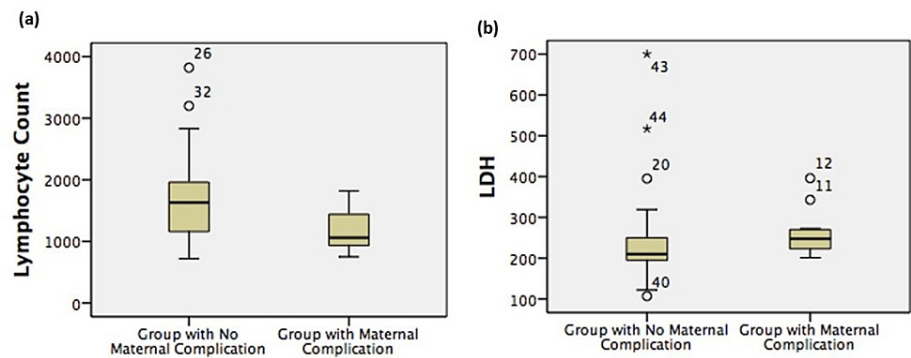 (a)
Lymphocyte Count
4000
3000
2000
1000
0
26
32
Group with No
Maternal Complication
Group with Maternal
Complication
(b)
LDH
700
600
500
400
300
200
100
43
44
20
40
12
11
Group with No Maternal
Complication
Group with Maternal
Complication